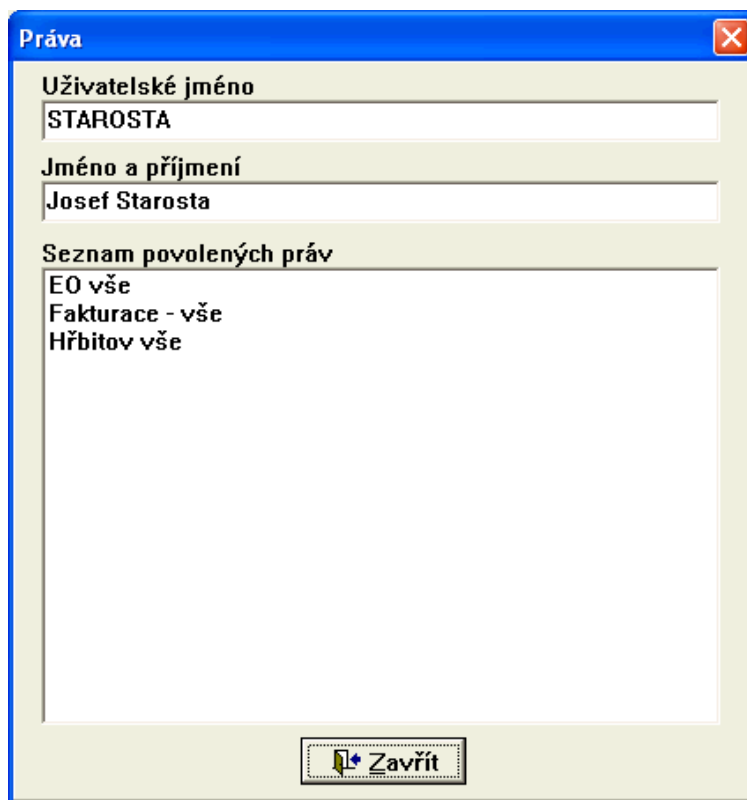 Práva
Uživatelské jméno
STAROSTA
Jméno a příjmení
Josef Starosta
Seznam povolených práv
EO vše
Fakturace - vše
Hřbitov vše
Zavřít